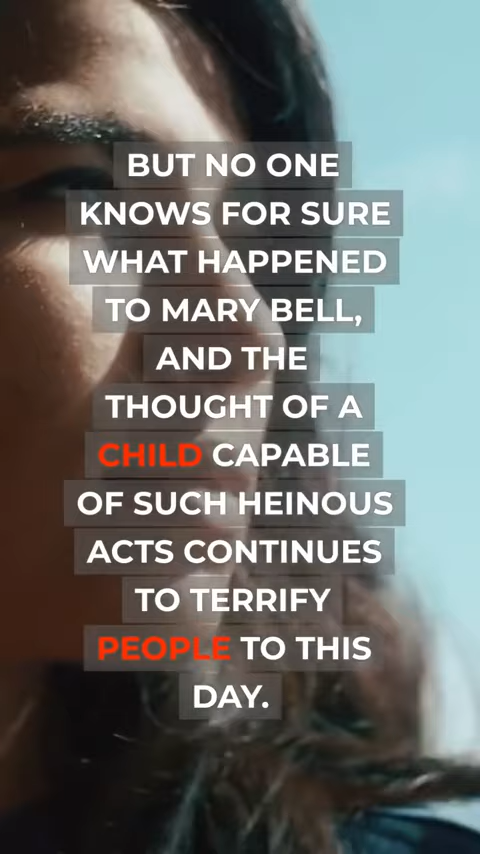 BUT NO ONE
KNOWS FOR SURE
WHAT HAPPENED
TO MARY BELL,
AND THE
THOUGHT OF A
CHILD CAPABLE
OF SUCH HEINOUS
ACTS CONTINUES
TO TERRIFY
PEOPLE TO THIS
DAY.